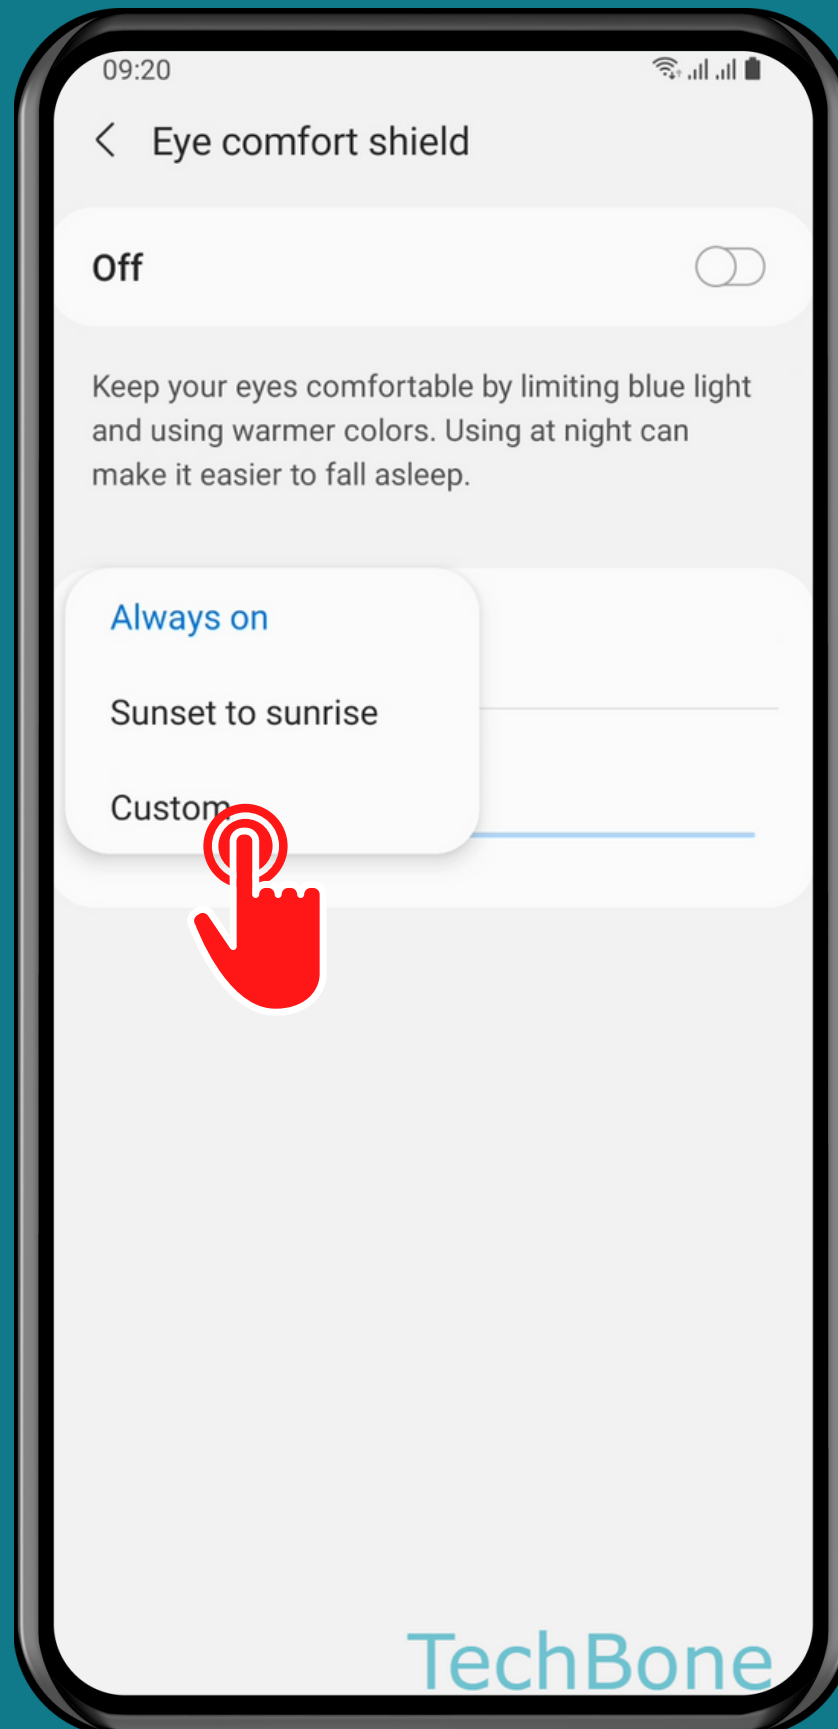 09:20
Eye comfort shield
Off
Keep your eyes comfortable by limiting blue light
and using warmer colors. Using at night can
make it easier to fall asleep.
Always on
Sunset to sunrise
Custom
TechBone